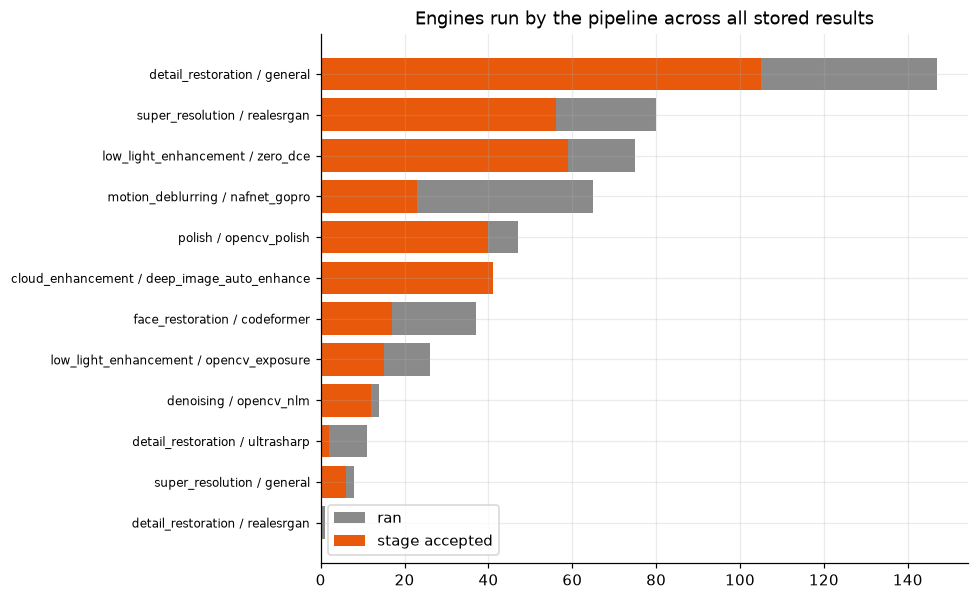 Engines run by the pipeline across all stored results
detail_restoration / general
super_resolution / realesrgan
low_light_enhancement / zero_dce
motion_deblurring / nafnet_gopro
polish / opencv_polish
cloud_enhancement / deep_image_auto_enhance
face_restoration / codeformer
low_light_enhancement / opencv_exposure
denoising / opencv_nlm
detail_restoration / ultrasharp
super_resolution / general
detail_restoration / realesrgan
ran
stage accepted
0 20 40 60 80 100 120 140